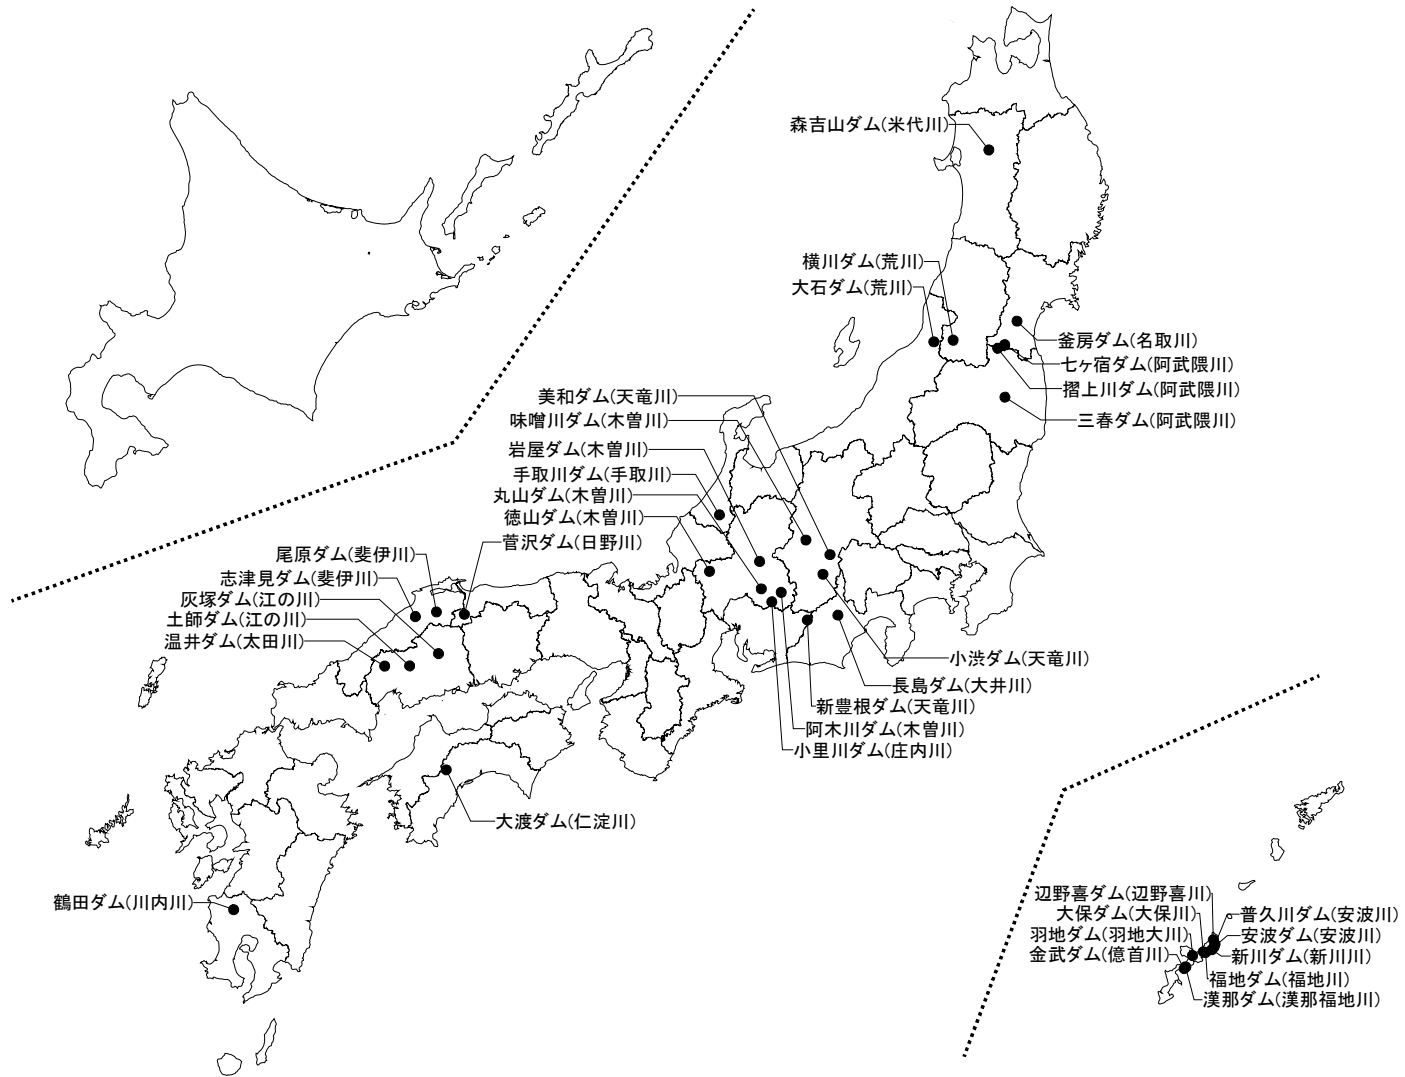 森吉山ダム(米代川)
横川ダム(荒川)
大石ダム(荒川)
釜房ダム(名取川)
七ヶ宿ダム(阿武隈川)
摺上川ダム(阿武隈川)
三春ダム(阿武隈川)
美和ダム(天竜川)
味噌川ダム(木曽川)
岩屋ダム(木曽川)
手取川ダム(手取川)
丸山ダム(木曽川)
徳山ダム(木曽川)
菅沢ダム(日野川)
尾原ダム(斐伊川)
志津見ダム(斐伊川)
灰塚ダム(江の川)
土師ダム(江の川)
温井ダム(太田川)
小渋ダム(天竜川)
長島ダム(大井川)
新豊根ダム(天竜川)
阿木川ダム(木曽川)
小里川ダム(庄内川)
大渡ダム(仁淀川)
鶴田ダム(川内川)
辺野喜ダム(辺野喜川)
大保ダム(大保川)
羽地ダム(羽地大川)
金武ダム(億首川)
普久川ダム(安波川)
安波ダム(安波川)
新川ダム(新川川)
福地ダム(福地川)
漢那ダム(漢那福地川)